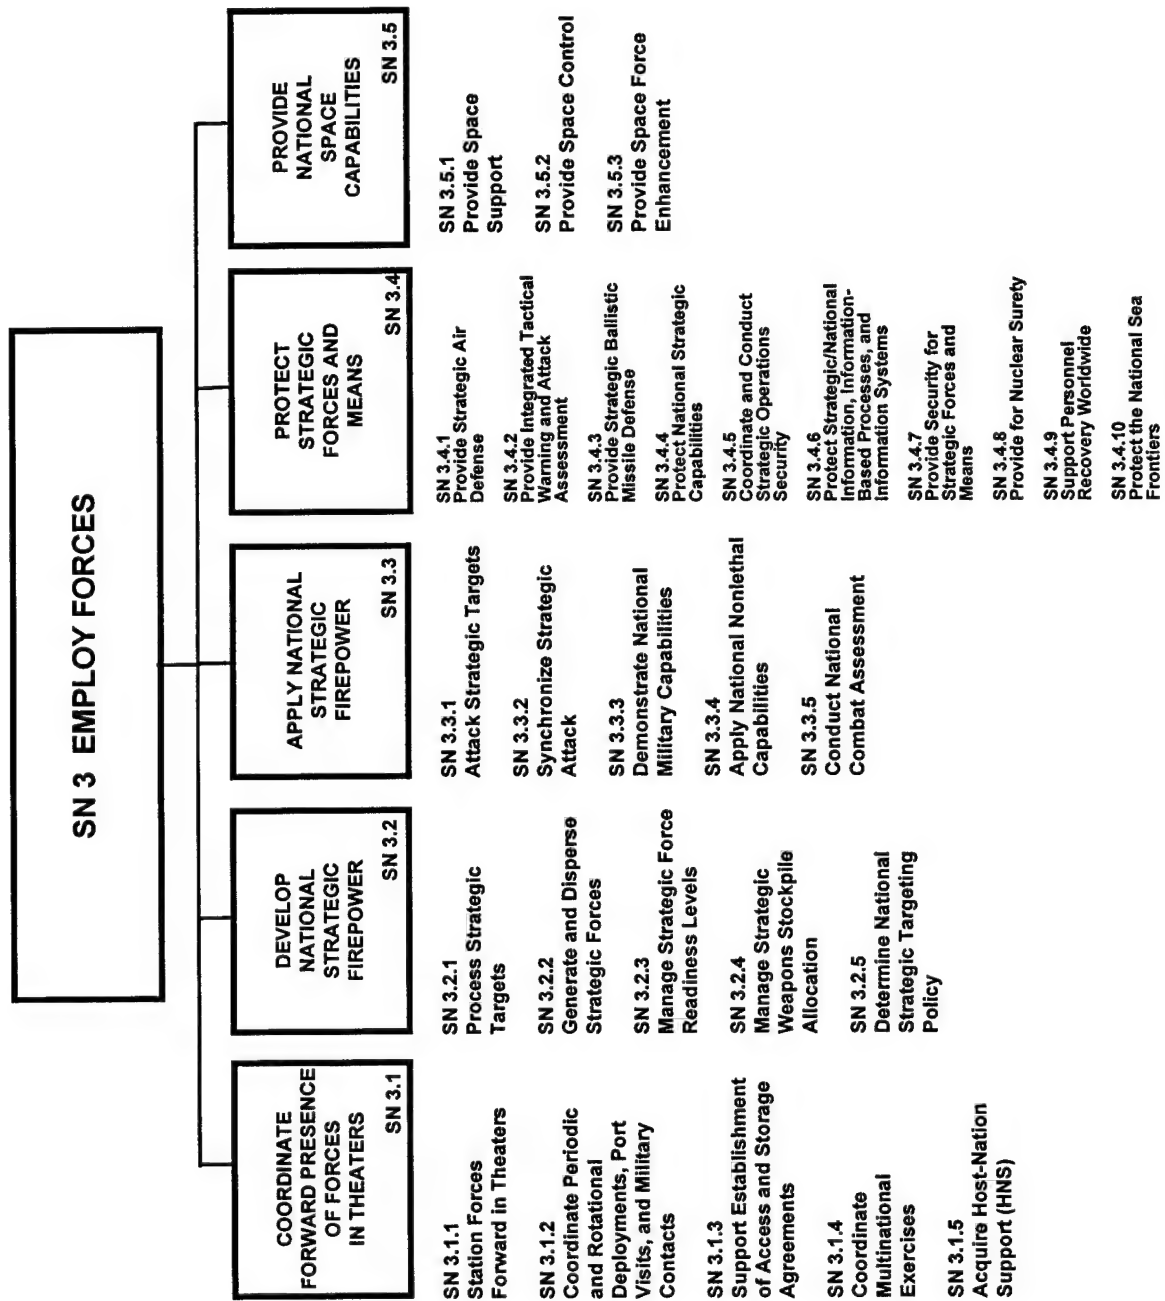 SN 3 EMPLOY FORCES
COORDINATE
FORWARD PRESENCE
OF FORCES
IN THEATERS
SN 3.1
SN 3.1.1
Station Forces
Forward in Theaters
SN 3.1.2
Coordinate Periodic
and Rotational
Deployments, Port
Visits, and Military
Contacts
SN 3.1.3
Support Establishment
of Access and Storage
Agreements
SN 3.1.4
Coordinate
Multinational
Exercises
SN 3.1.5
Acquire Host-Nation
Support (HNS)
DEVELOP
NATIONAL
STRATEGIC
FIREPOWER
SN 3.2
SN 3.2.1
Process Strategic
Targets
SN 3.2.2
Generate and Disperse
Strategic Forces
SN 3.2.3
Manage Strategic Force
Readiness Levels
SN 3.2.4
Manage Strategic
Weapons Stockpile
Allocation
SN 3.2.5
Determine National
Strategic Targeting
Policy
APPLY NATIONAL
STRATEGIC
FIREPOWER
SN 3.3
SN 3.3.1
Attack Strategic Targets
SN 3.3.2
Synchronize Strategic
Attack
SN 3.3.3
Demonstrate National
Military Capabilities
SN 3.3.4
Apply National Nonlethal
Capabilities
SN 3.3.5
Conduct National
Combat Assessment
PROTECT
STRATEGIC
FORCES AND
MEANS
SN 3.4
SN 3.4.1
Provide Strategic Air
Defense
SN 3.4.2
Provide Integrated Tactical
Warning and Attack
Assessment
SN 3.4.3
Provide Strategic Ballistic
Missile Defense
SN 3.4.4
Protect National Strategic
Capabilities
SN 3.4.5
Coordinate and Conduct
Strategic Operations
Security
SN 3.4.6
Protect Strategic/National
Information, Information-
Based Processes, and
Information Systems
SN 3.4.7
Provide Security for
Strategic Forces and
Means
SN 3.4.8
Provide for Nuclear Surety
SN 3.4.9
Support Personnel
Recovery Worldwide
SN 3.4.10
Protect the National Sea
Frontiers
PROVIDE
NATIONAL
SPACE
CAPABILITIES
SN 3.5
SN 3.5.1
Provide Space
Support
SN 3.5.2
Provide Space Control
SN 3.5.3
Provide Space Force
Enhancement